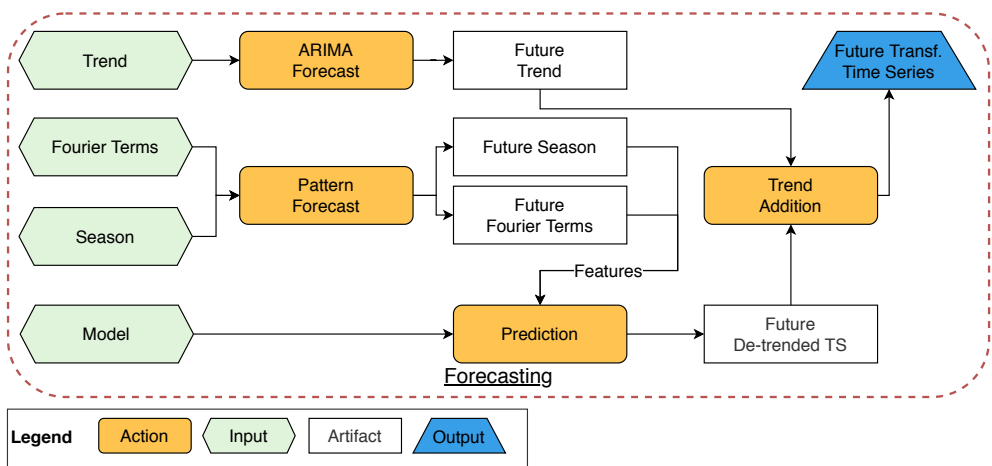 Trend
ARIMA
Forecast
Future
Trend
Future Transf.
Time Series
Fourier Terms
Season
Pattern
Forecast
Future Season
Future
Fourier Terms
Trend
Addition
Features
Model
Prediction
Future
De-trended TS
Forecasting
Legend
Action
Input
Artifact
Output